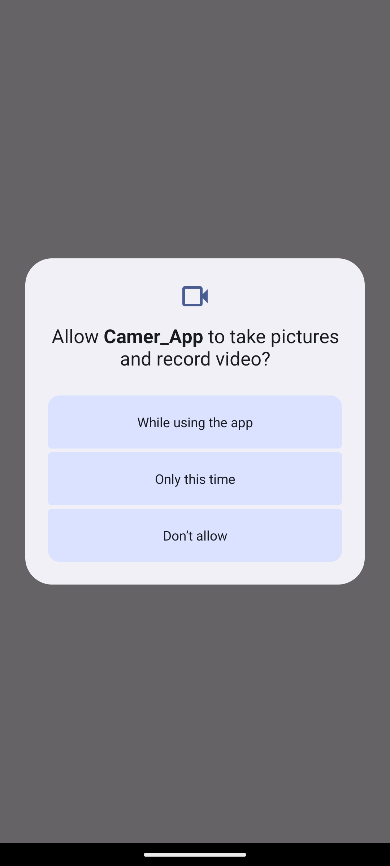 Allow Camer_App to take pictures
and record video?
While using the app
Only this time
Don't allow